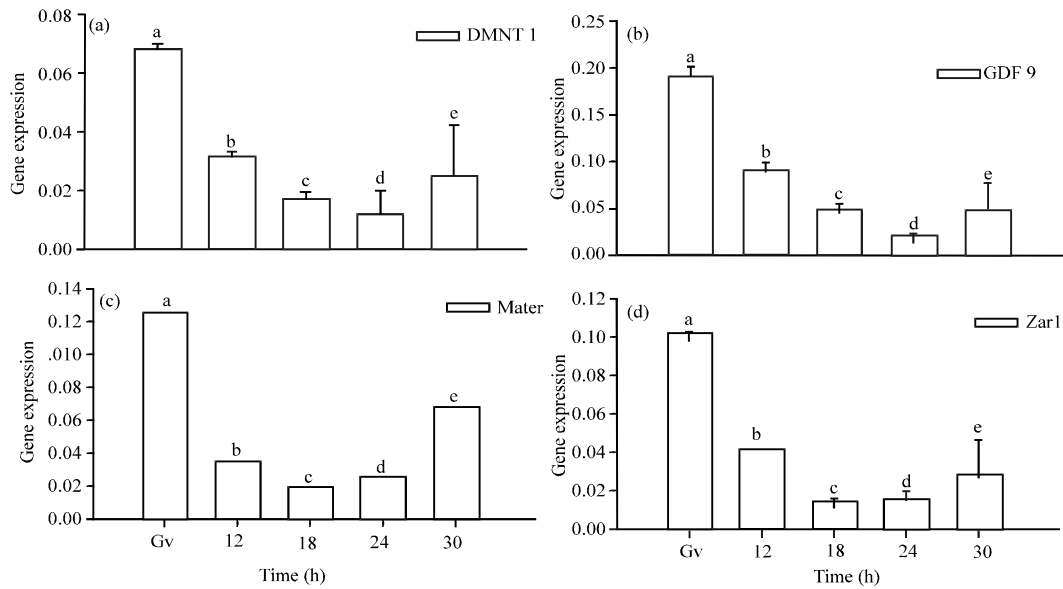 (a)
DMNT 1
Gene expression
0.08
0.06
0.04
0.02
0.00
a
b
c
d
e
(b)
GDF 9
Gene expression
0.25
0.20
0.15
0.10
0.05
0.00
a
b
c
d
e
(c)
Mater
Gene expression
0.14
0.12
0.10
0.08
0.06
0.04
0.02
0.00
a
b
c
d
e
Gv 12 18 24 30
Time (h)
(d)
Zar1
Gene expression
0.12
0.10
0.08
0.06
0.04
0.02
0.00
a
b
c
d
e
Gv 12 18 24 30
Time (h)